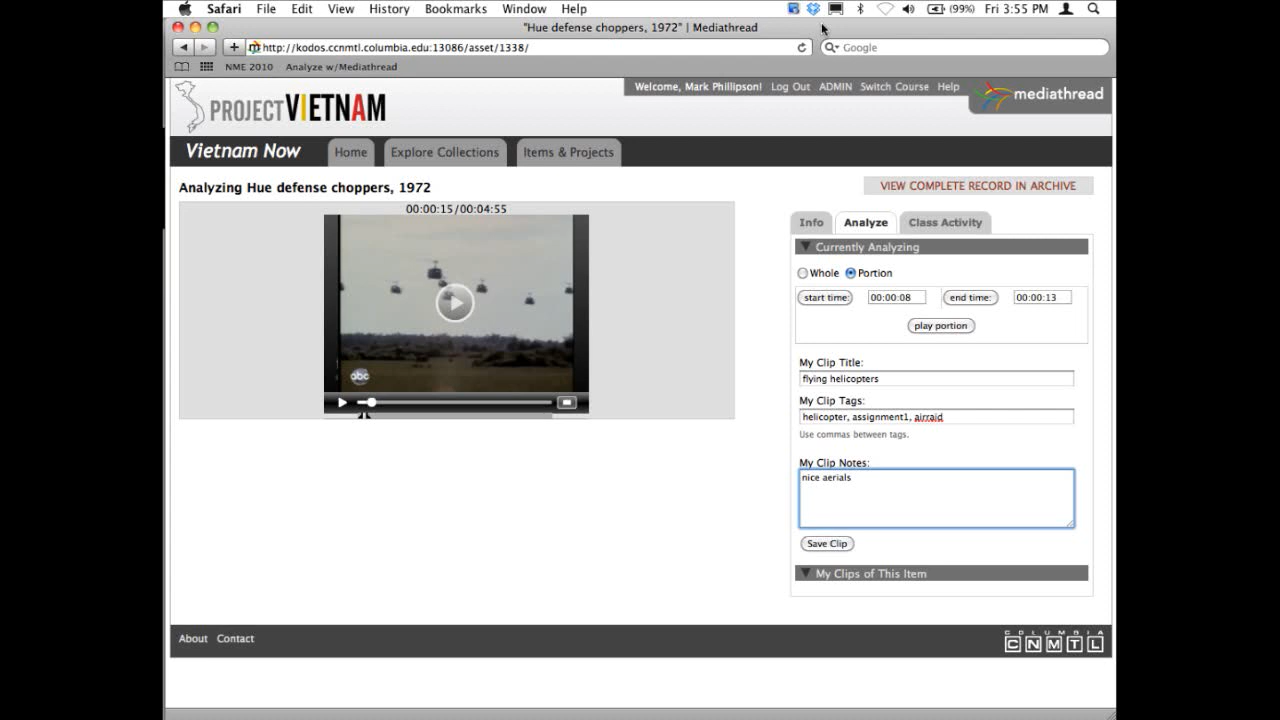 Safari File Edit View History Bookmarks Window Help (99%) Fri 3:55 PM
"Hue defense choppers, 1972" | Mediathread
http://kodos.ccnmtl.columbia.edu:13086/asset/1338/ Google
NME 2010 Analyze w/Mediathread
Welcome, Mark Phillipson! Log Out ADMIN Switch Course Help
mediathread
PROJECTVIETNAM
Vietnam Now Home Explore Collections Items & Projects
Analyzing Hue defense choppers, 1972
VIEW COMPLETE RECORD IN ARCHIVE
00:00:15/00:04:55
Info Analyze Class Activity
Currently Analyzing
Whole Portion
start time: 00:00:08 end time: 00:00:13
play portion
abc
My Clip Title:
flying helicopters
My Clip Tags:
helicopter, assignment1, airraid
Use commas between tags.
My Clip Notes:
nice aerials
Save Clip
My Clips of This Item
About Contact
COLUMBIA
CNMTL